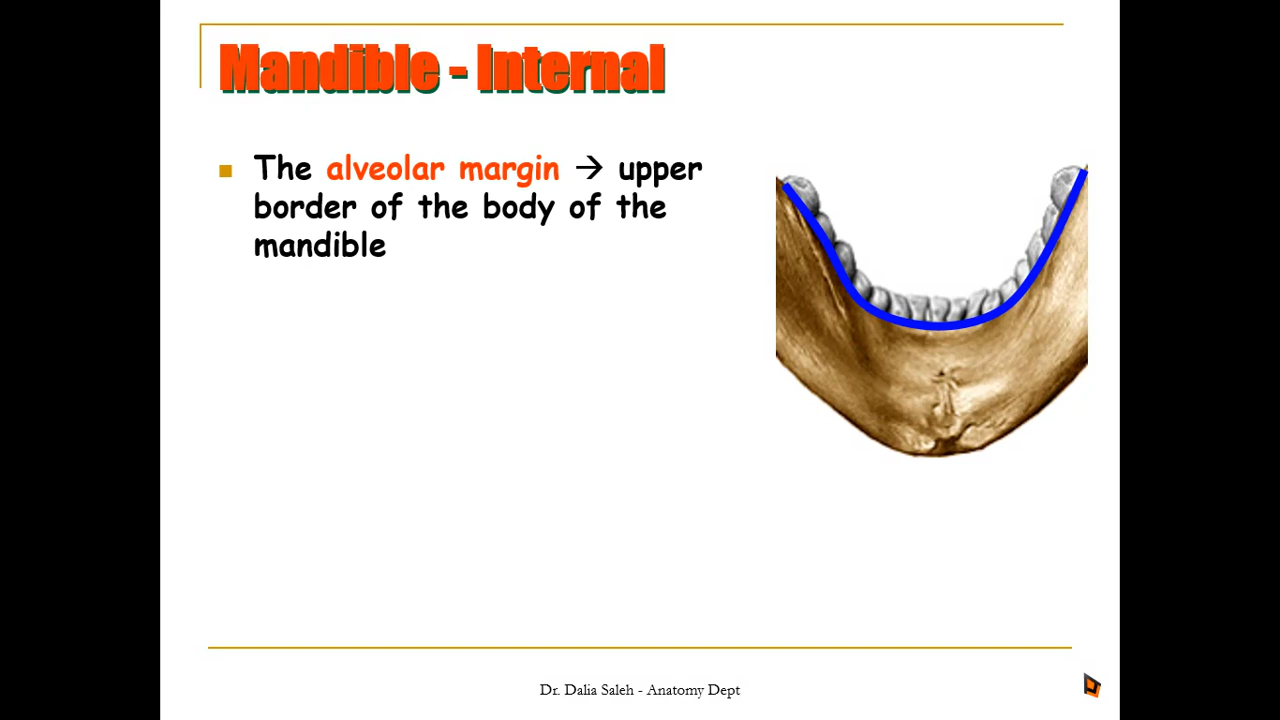 Mandible - Internal
The alveolar margin → upper
border of the body of the
mandible
Dr. Dalia Saleh - Anatomy Dept